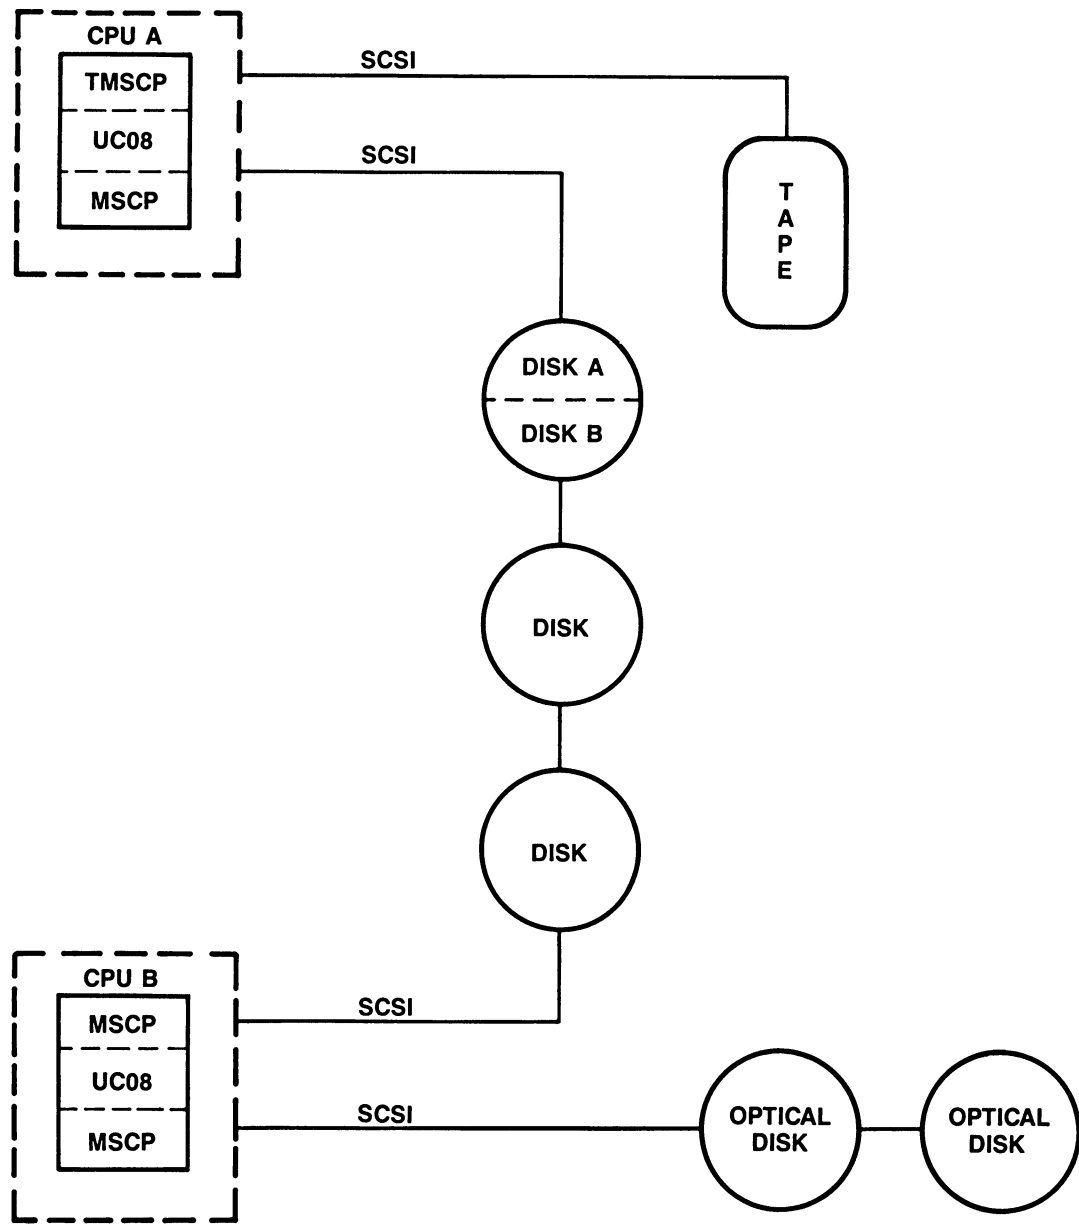 CPU A
TMSCP
UC08
MSCP
SCSI
SCSI
T
A
P
E
DISK A
DISK B
DISK
DISK
CPU B
MSCP
UC08
MSCP
SCSI
SCSI
OPTICAL
DISK
OPTICAL
DISK